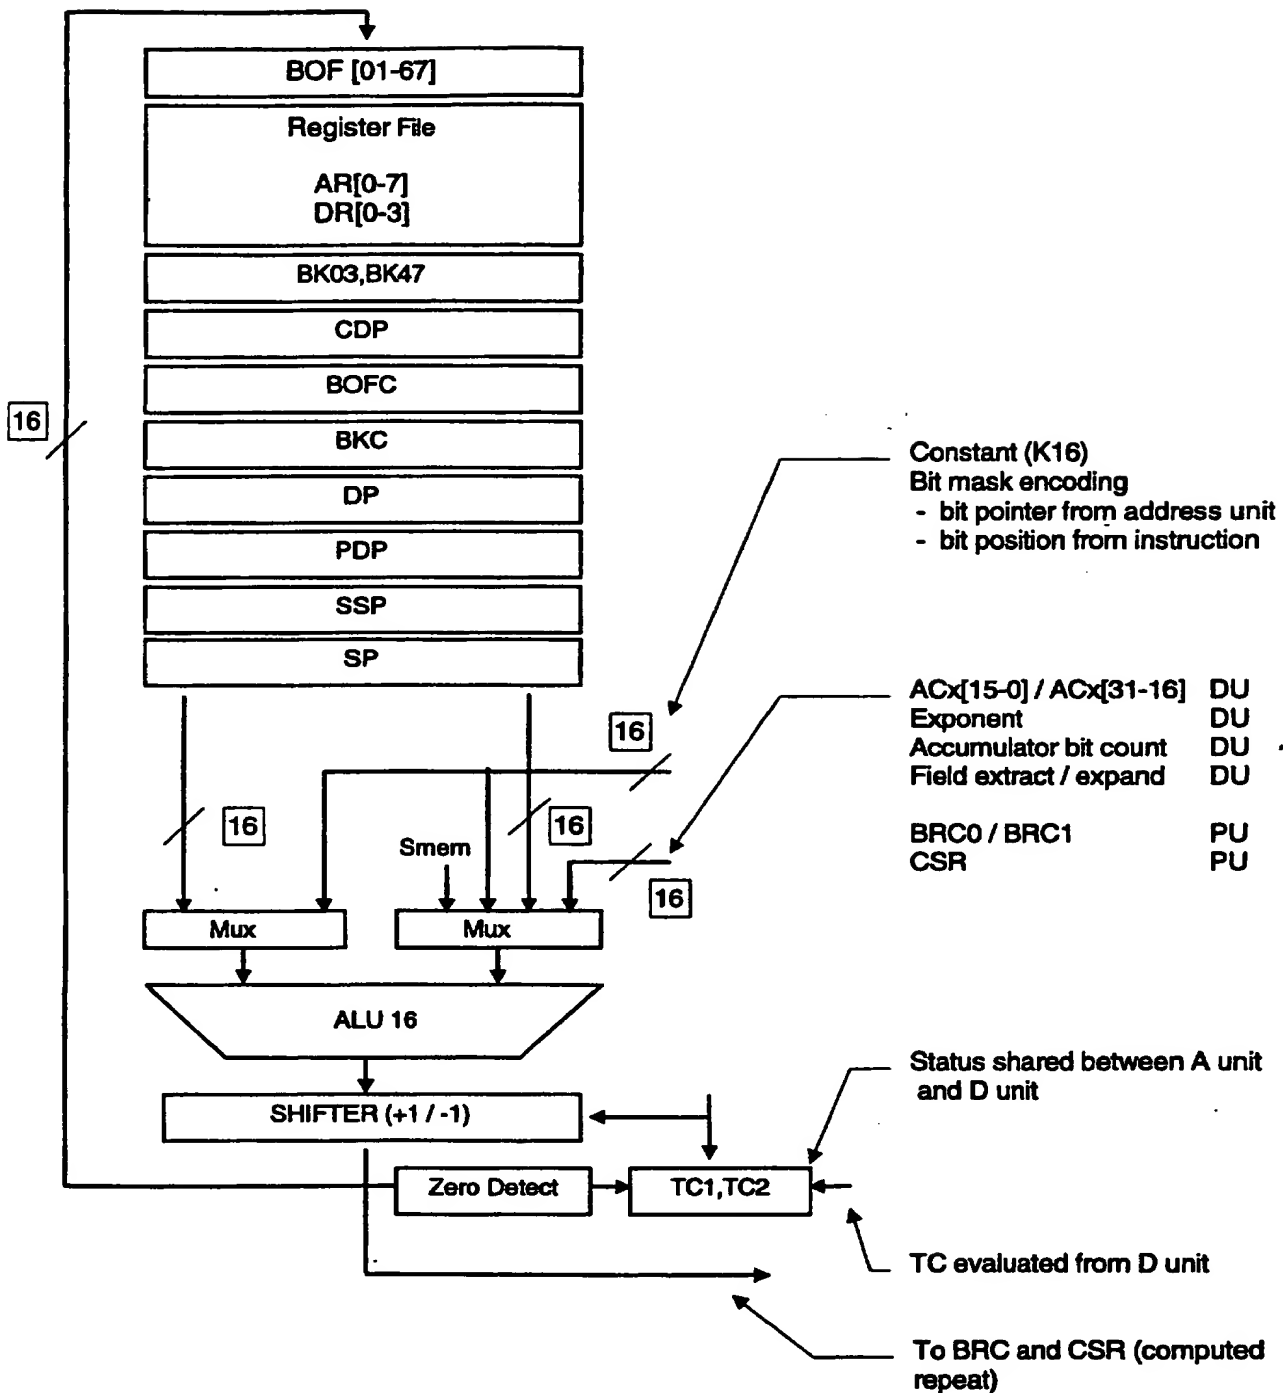 BOF [01-67]
Register File
AR[0-7]
DR[0-3]
BK03,BK47
CDP
BOFC
16
BKC
DP
PDP
SSP
SP
Constant (K16)
Bit mask encoding
- bit pointer from address unit
- bit position from instruction
16
16
16
Smem
16
ACx[15-0] / ACx[31-16] DU
Exponent DU
Accumulator bit count DU
Field extract / expand DU
BRC0 / BRC1 PU
CSR PU
Mux
Mux
ALU 16
SHIFTER (+1 / -1)
Zero Detect
TC1,TC2
Status shared between A unit
and D unit
TC evaluated from D unit
To BRC and CSR (computed
repeat)